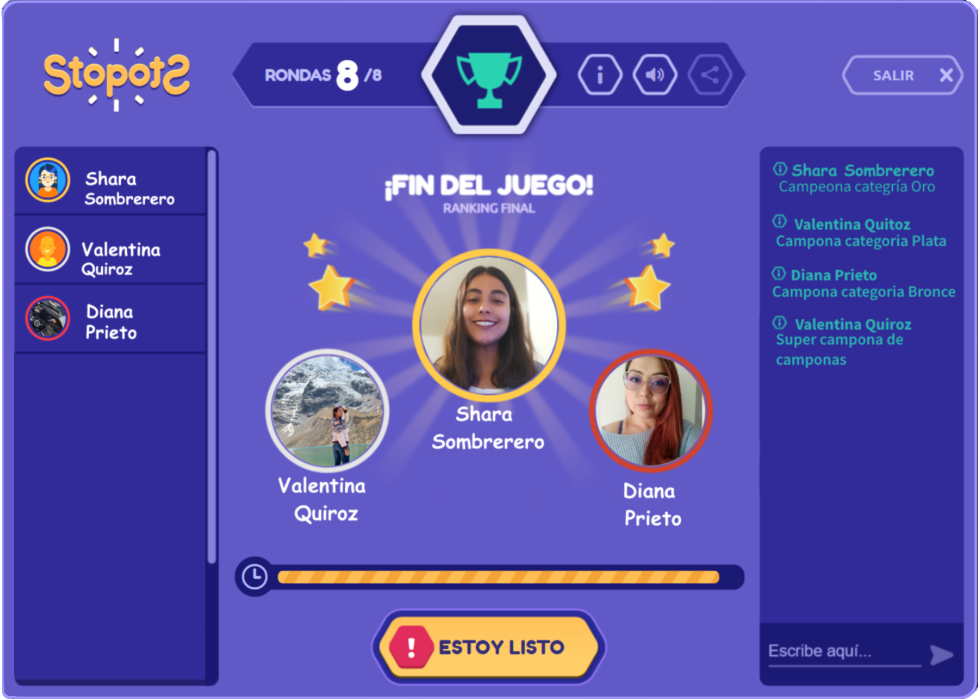 StopotS
RONDAS 8 /8
SALIR X
Shara
Sombrerero
Valentina
Quiroz
Diana
Prieto
¡FIN DEL JUEGO!
RANKING FINAL
Shara
Sombrerero
Valentina
Quiroz
Diana
Prieto
! ESTOY LISTO
Shara Sombrerero
Campeona categría Oro
Valentina Quitoz
Campona categoria Plata
Diana Prieto
Campona categoria Bronce
Valentina Quiroz
Super campona de
camponas
Escribe aquí...